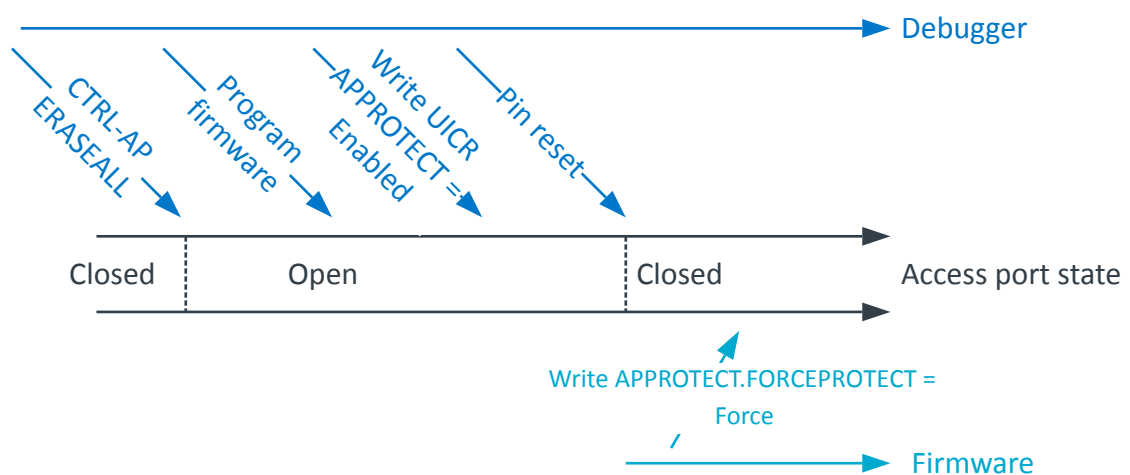 Debugger
CTRL-AP
ERASEALL
Program
firmware
Write UICR
APPROTECT =
Enabled
Pin reset
Closed
Open
Closed
Access port state
Write APPROTECT.FORCEPROTECT =
Force
Firmware